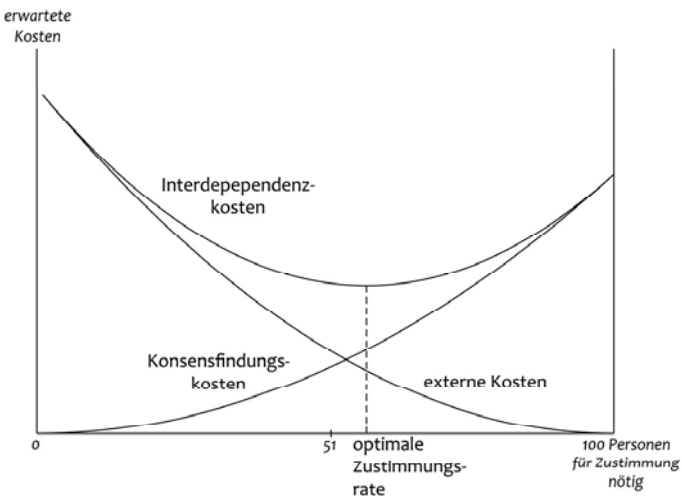 erwartete
Kosten
Interdepependenz-
kosten
Konsensfindungs-
kosten
externe Kosten
0
51
optimale
Zustimmungs-
rate
100 Personen
für Zustimmung
nötig